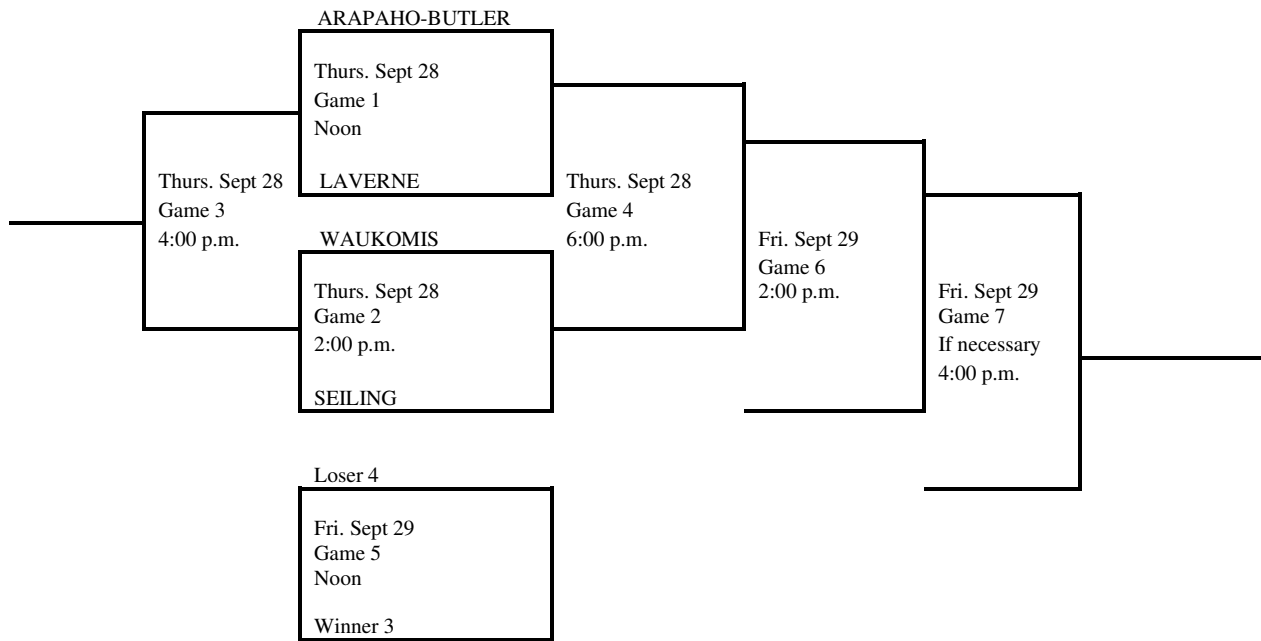 ARAPAHO-BUTLER
Thurs. Sept 28
Game 1
Noon
LAVERNE
Thurs. Sept 28
Game 3
4:00 p.m.
WAUKOMIS
Thurs. Sept 28
Game 2
2:00 p.m.
SEILING
Thurs. Sept 28
Game 4
6:00 p.m.
Fri. Sept 29
Game 6
2:00 p.m.
Fri. Sept 29
Game 7
If necessary
4:00 p.m.
Loser 4
Fri. Sept 29
Game 5
Noon
Winner 3